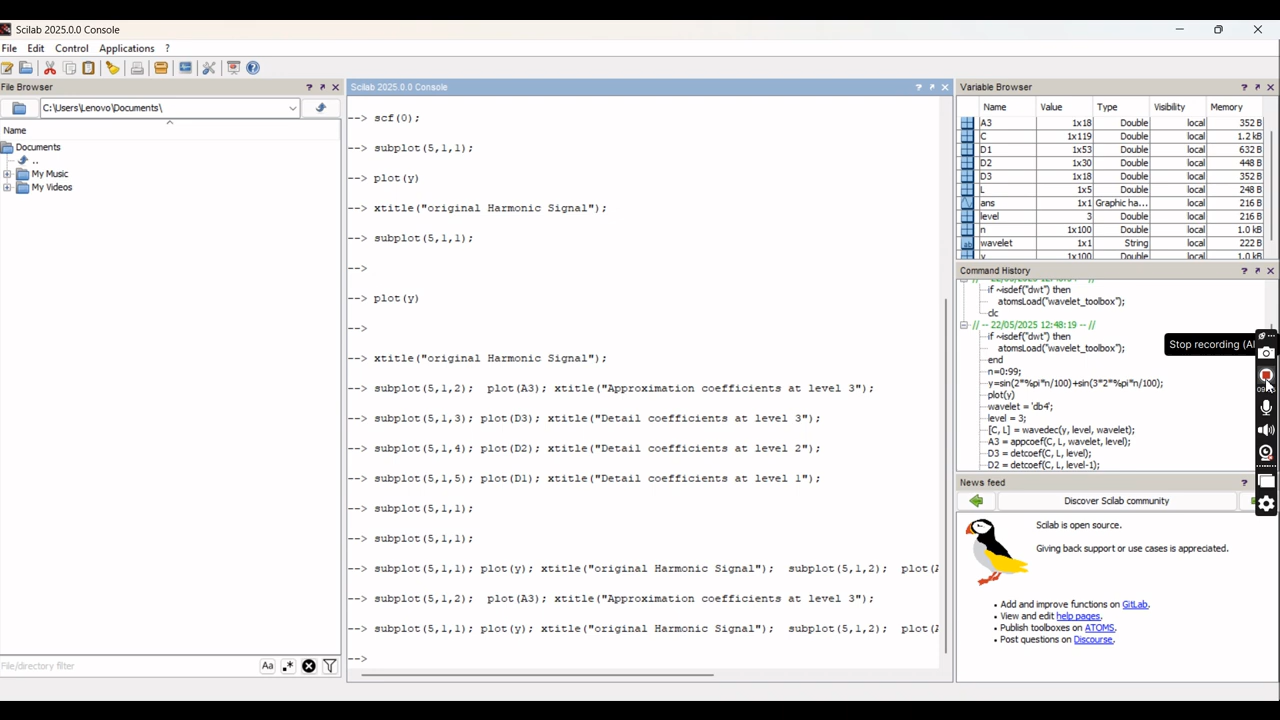 Scilab 2025.0.0 Console
File Edit Control Applications ?
File Browser ? 
C:\Users\Lenovo\Documents\
Name
Documents
..
My Music
My Videos
File/directory filter
Aa
Scilab 2025.0.0 Console ?
--> scf(0);
--> subplot(5,1,1);
--> plot(y)
--> xtitle("original Harmonic Signal");
--> subplot(5,1,1);
-->
--> plot(y)
-->
--> xtitle("original Harmonic Signal");
--> subplot(5,1,2);  plot(A3); xtitle("Approximation coefficients at level 3");
--> subplot(5,1,3); plot(D3); xtitle("Detail coefficients at level 3");
--> subplot(5,1,4); plot(D2); xtitle("Detail coefficients at level 2");
--> subplot(5,1,5); plot(D1); xtitle("Detail coefficients at level 1");
--> subplot(5,1,1);
--> subplot(5,1,1);
--> subplot(5,1,1); plot(y); xtitle("original Harmonic Signal");  subplot(5,1,2);  plot(
--> subplot(5,1,2);  plot(A3); xtitle("Approximation coefficients at level 3");
--> subplot(5,1,1); plot(y); xtitle("original Harmonic Signal");  subplot(5,1,2);  plot(
-->
Variable Browser ?
Name Value Type Visibility Memory
A3 1x18 Double local 352 B
C 1x119 Double local 1.2 kB
D1 1x53 Double local 632 B
D2 1x30 Double local 448 B
D3 1x18 Double local 352 B
L 1x5 Double local 248 B
ans 1x1 Graphic ha... local 216 B
level 3 Double local 216 B
n 1x100 Double local 1.0 kB
wavelet 1x1 String local 222 B
1x100 Double local 1.0 kB
Command History ?
if ~isdef("dwt") then
atomsLoad("wavelet_toolbox");
clc
// -- 22/05/2025 12:48:19 -- //
if ~isdef("dwt") then
atomsLoad("wavelet_toolbox");
end
n=0:99;
y=sin(2*%pi*n/100)+sin(3*2*%pi*n/100);
plot(y)
wavelet = 'db4';
level = 3;
[C, L] = wavedec(y, level, wavelet);
A3 = appcoef(C, L, wavelet, level);
D3 = detcoef(C, L, level);
D2 = detcoef(C, L, level-1);
Stop recording (Al
News feed ?
Discover Scilab community
Scilab is open source.
Giving back support or use cases is appreciated.
• Add and improve functions on GitLab.
• View and edit help pages.
• Publish toolboxes on ATOMS.
• Post questions on Discourse.